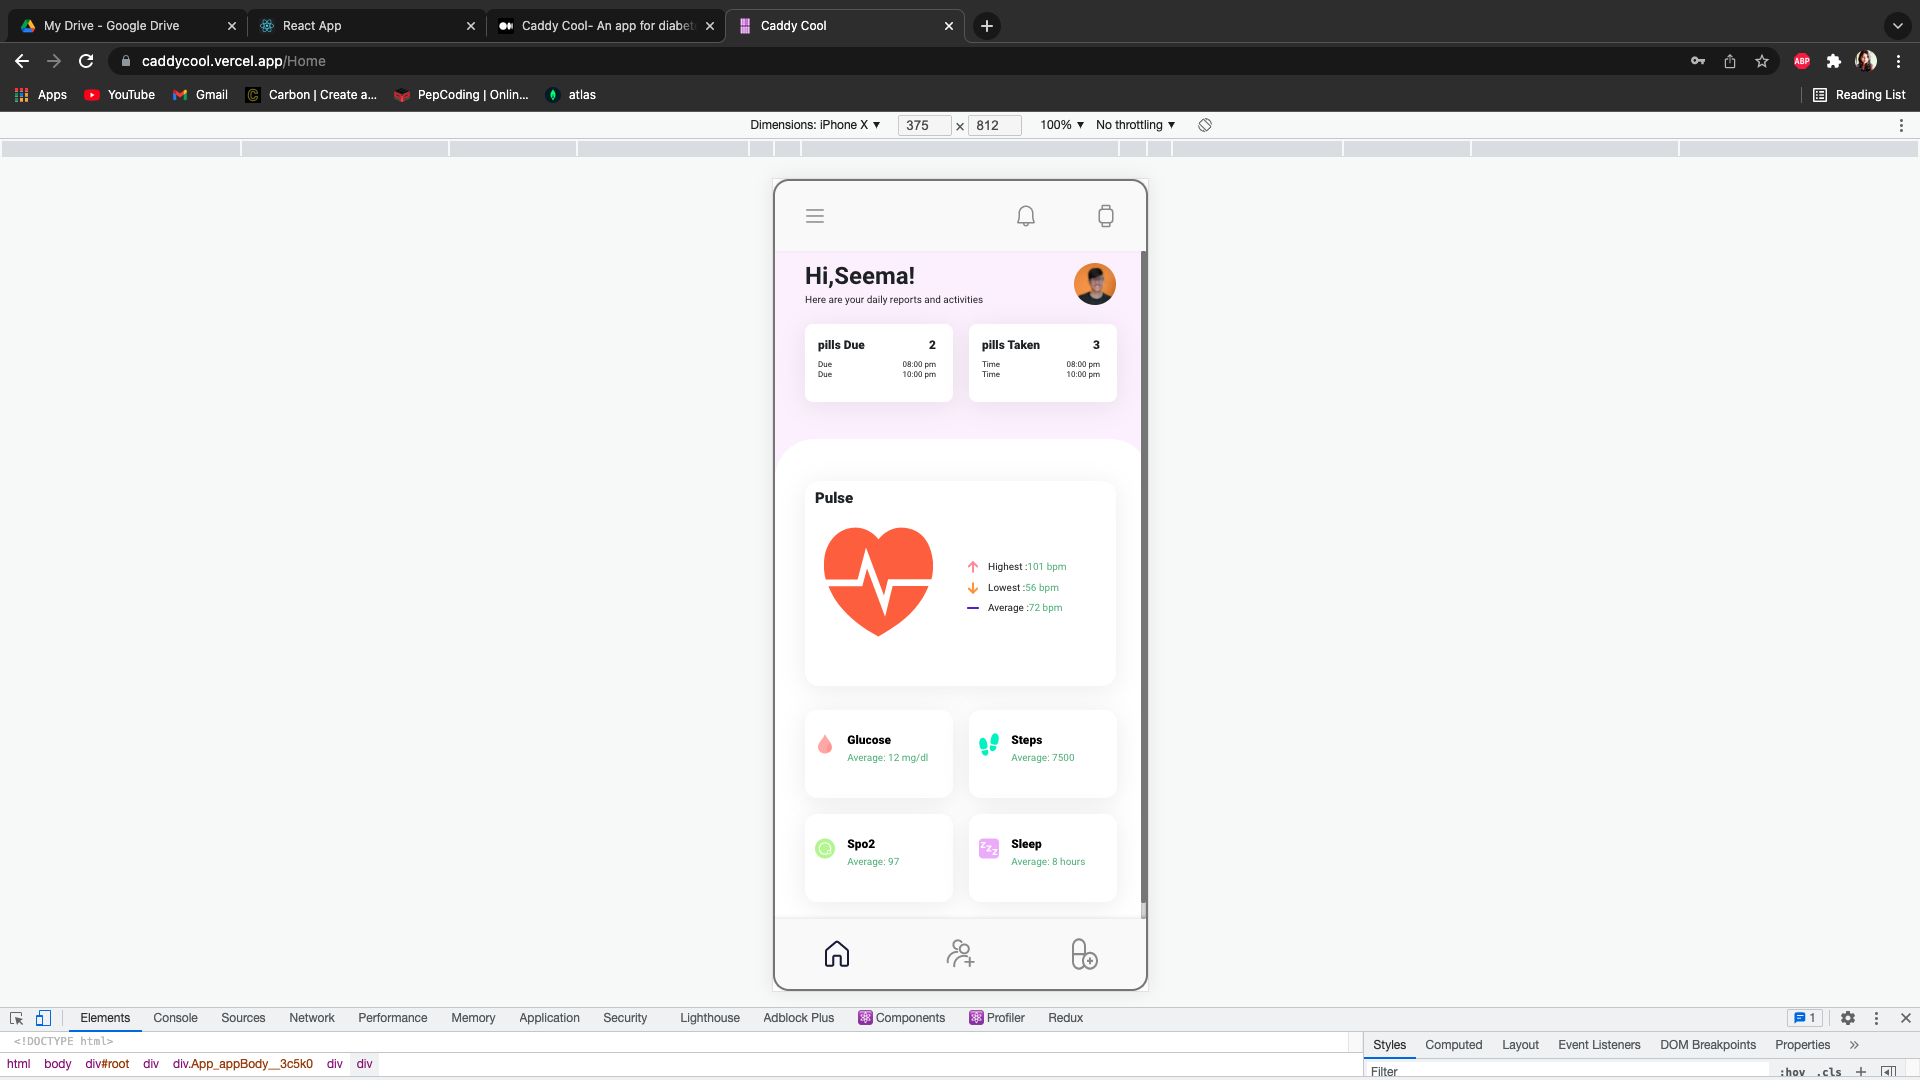 My Drive - Google Drive
React App
Caddy Cool- An app for diabet
Caddy Cool
caddycool.vercel.app/Home
ABP
Apps
YouTube
Gmail
Carbon | Create a...
PepCoding | Onlin...
atlas
Reading List
Dimensions: iPhone X ▼ 375 × 812 100% ▼ No throttling ▼
Hi,Seema!
Here are your daily reports and activities
pills Due 2
Due 08:00 pm
Due 10:00 pm
pills Taken 3
Time 08:00 pm
Time 10:00 pm
Pulse
Highest :101 bpm
Lowest :56 bpm
Average :72 bpm
Glucose
Average: 12 mg/dl
Steps
Average: 7500
Spo2
Average: 97
zzz
Sleep
Average: 8 hours
Elements Console Sources Network Performance Memory Application Security Lighthouse Adblock Plus Components Profiler Redux 1
<!DOCTYPE html>
html body div#root div div.App_appBody__3c5k0 div div
Styles Computed Layout Event Listeners DOM Breakpoints Properties »
Filter :hov .cls +